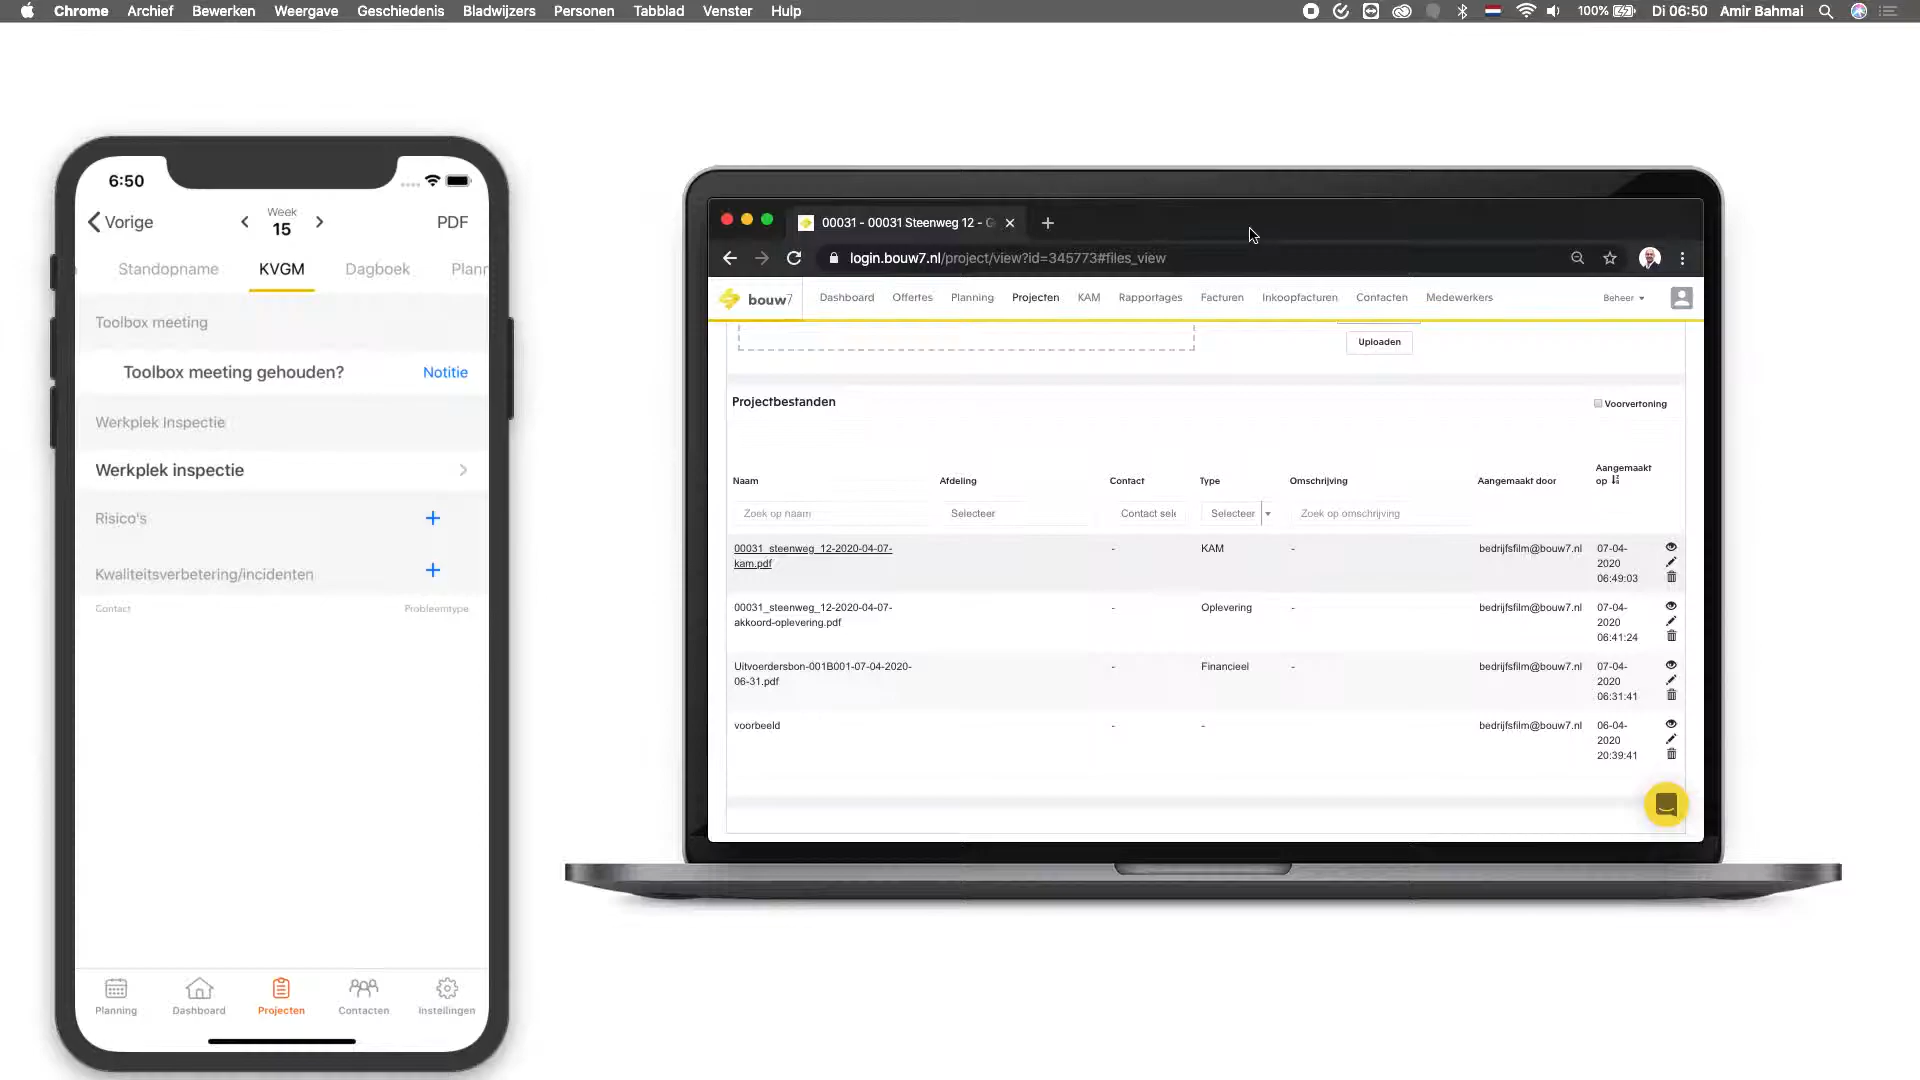 Chrome Archief Bewerken Weergave Geschiedenis Bladwijzers Personen Tabblad Venster Hulp 100% Di 06:50 Amir Bahmai
6:50
Vorige Week 15 PDF
Standopname KVGM Dagboek Plann
Toolbox meeting
Toolbox meeting gehouden? Notitie
Werkplek Inspectie
Werkplek inspectie
Risico's
Kwaliteitsverbetering/incidenten
Contact Probleemtype
Planning Dashboard Projecten Contacten Instellingen
00031 - 00031 Steenweg 12 - G
login.bouw7.nl/project/view?id=345773#files_view
bouw7 Dashboard Offertes Planning Projecten KAM Rapportages Facturen Inkoopfacturen Contacten Medewerkers Beheer
Uploaden
Projectbestanden Voorvertoning
Naam Afdeling Contact Type Omschrijving Aangemaakt door Aangemaakt op
Zoek op naam Selecteer Contact sele Selecteer Zoek op omschrijving
00031_steenweg_12-2020-04-07- - KAM - bedrijfsfilm@bouw7.nl 07-04-
kam.pdf 2020
06:49:03
00031_steenweg_12-2020-04-07- - Oplevering - bedrijfsfilm@bouw7.nl 07-04-
akkoord-oplevering.pdf 2020
06:41:24
Uitvoerdersbon-001B001-07-04-2020- - Financieel - bedrijfsfilm@bouw7.nl 07-04-
06-31.pdf 2020
06:31:41
voorbeeld - - bedrijfsfilm@bouw7.nl 06-04-
2020
20:39:41